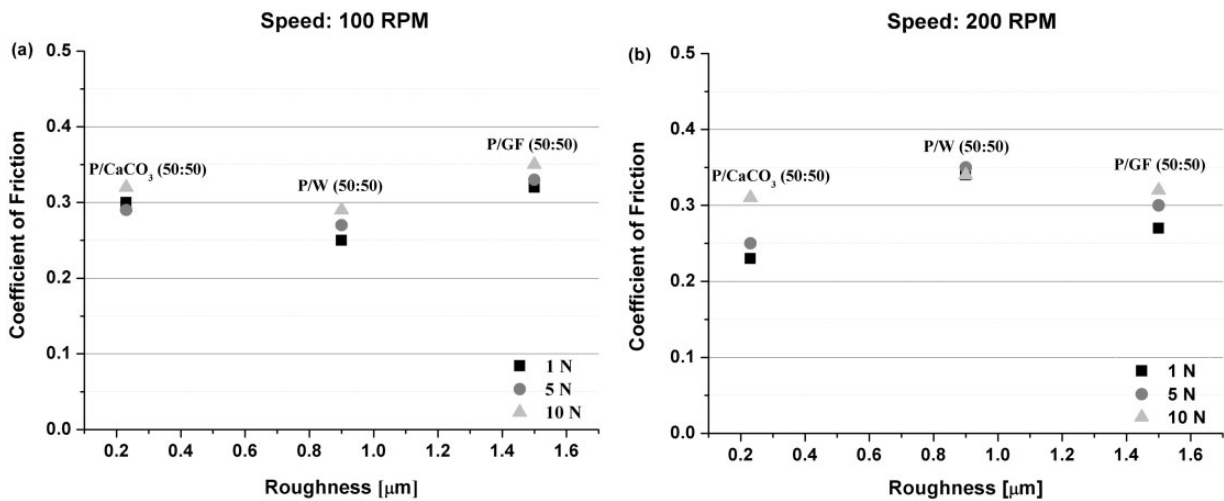 Speed: 100 RPM
(a)
0.5
0.4
0.3
0.2
0.1
0.0
Coefficient of Friction
P/CaCO3 (50:50)
P/W (50:50)
P/GF (50:50)
1 N
5 N
10 N
0.2 0.4 0.6 0.8 1.0 1.2 1.4 1.6
Roughness [μm]
Speed: 200 RPM
(b)
0.5
0.4
0.3
0.2
0.1
0.0
Coefficient of Friction
P/CaCO3 (50:50)
P/W (50:50)
P/GF (50:50)
1 N
5 N
10 N
0.2 0.4 0.6 0.8 1.0 1.2 1.4 1.6
Roughness [μm]